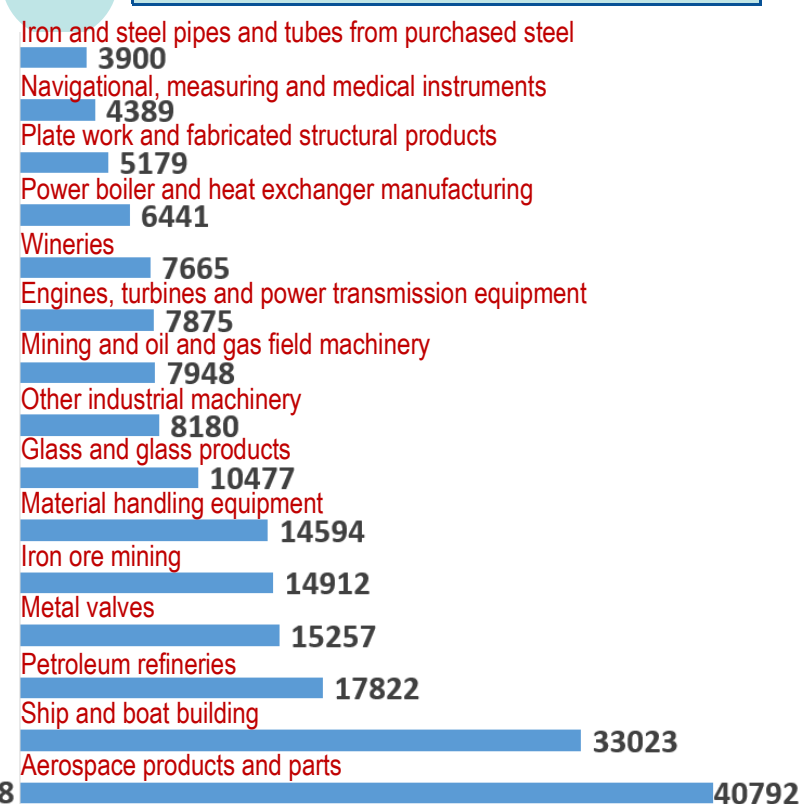 Iron and steel pipes and tubes from purchased steel
3900
Navigational, measuring and medical instruments
4389
Plate work and fabricated structural products
5179
Power boiler and heat exchanger manufacturing
6441
Wineries
7665
Engines, turbines and power transmission equipment
7875
Mining and oil and gas field machinery
7948
Other industrial machinery
8180
Glass and glass products
10477
Material handling equipment
14594
Iron ore mining
14912
Metal valves
15257
Petroleum refineries
17822
Ship and boat building
33023
Aerospace products and parts
8 40792